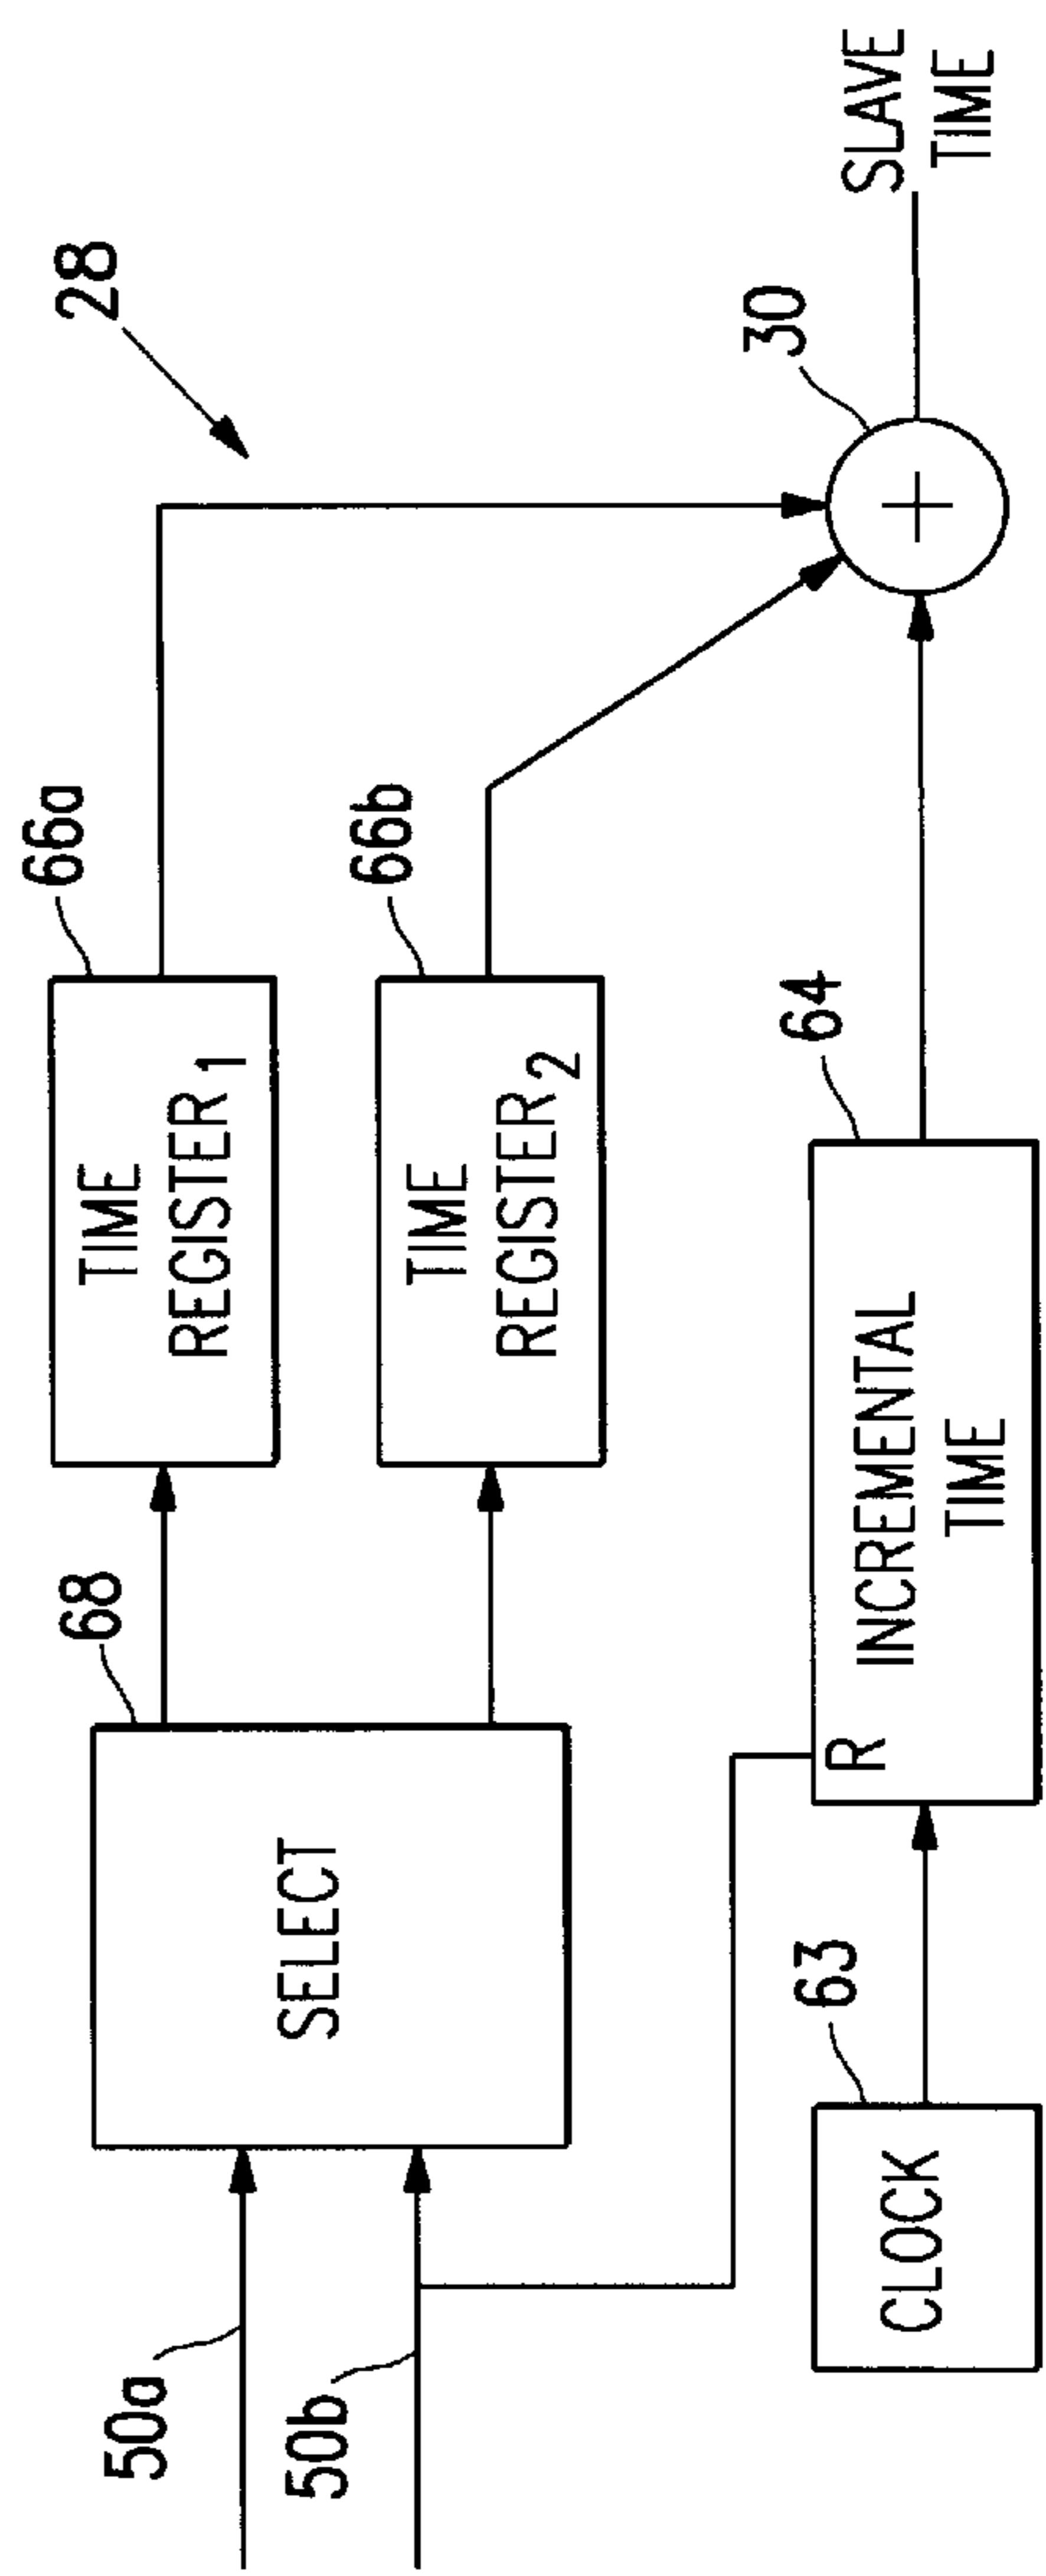 28
66a
TIME
REGISTER1
68
SELECT
50a
50b
66b
TIME
REGISTER2
30
SLAVE
TIME
64
R
INCREMENTAL
TIME
63
CLOCK
+